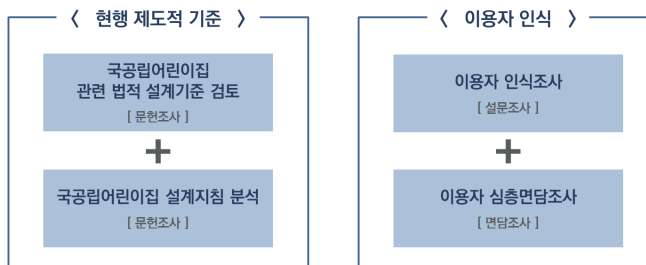 〈 현행 제도적 기준 〉
국공립어린이집
관련 법적 설계기준 검토
[ 문헌조사 ]
+
국공립어린이집 설계지침 분석
[ 문헌조사 ]
〈 이용자 인식 〉
이용자 인식조사
[ 설문조사 ]
+
이용자 심층면담조사
[ 면담조사 ]